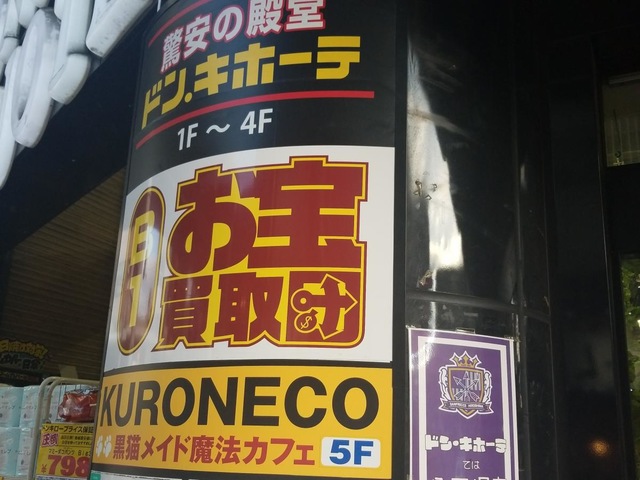 驚安の殿堂
ドン.キホーテ
1F ～ 4F
お宝
買取団
KURONECO
黒猫メイド魔法カフェ 5F
ドン・キホーテ
では
798